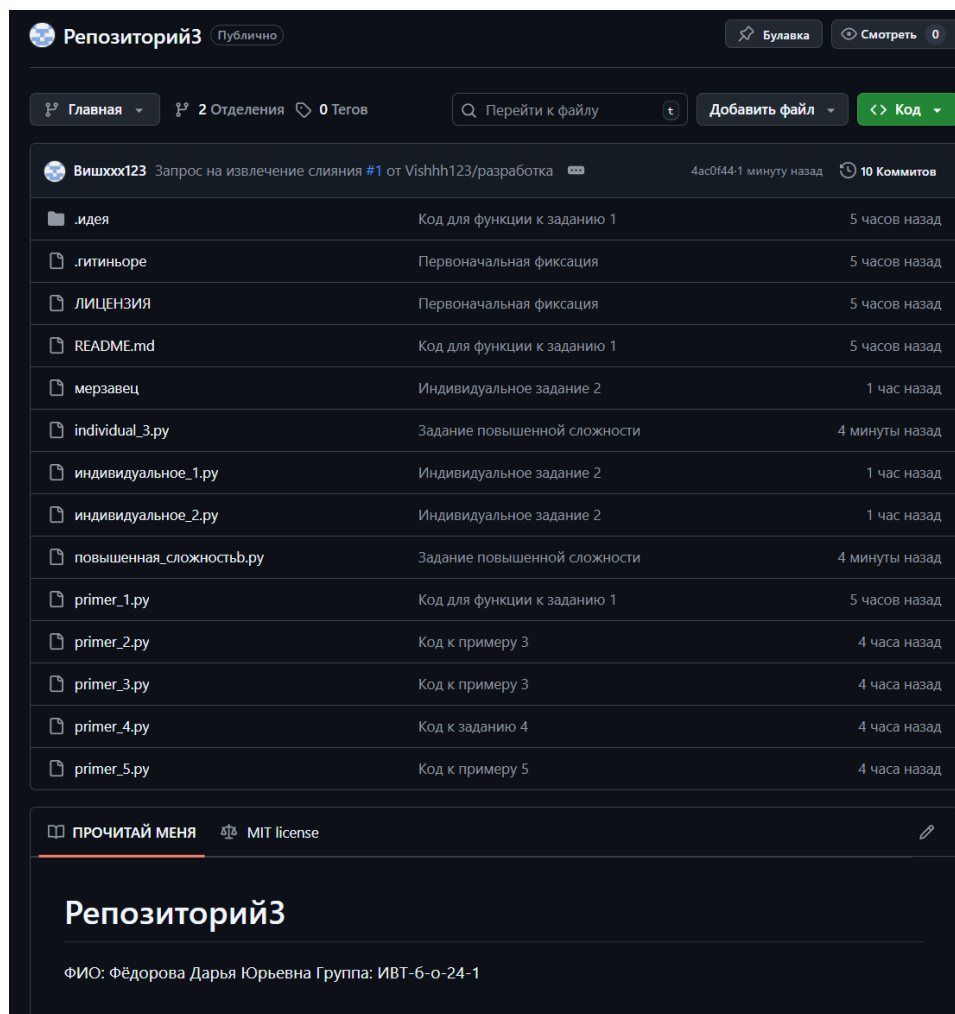 Репозиторий3 Публично Булавка Смотреть 0
Главная 2 Отделения 0 Тегов Перейти к файлу t Добавить файл Код
Вишххх123 Запрос на извлечение слияния #1 от Vishhh123/разработка 4ac0f44·1 минуту назад 10 Коммитов
.идея Код для функции к заданию 1 5 часов назад
.гитиньоре Первоначальная фиксация 5 часов назад
ЛИЦЕНЗИЯ Первоначальная фиксация 5 часов назад
README.md Код для функции к заданию 1 5 часов назад
мерзавец Индивидуальное задание 2 1 час назад
individual_3.py Задание повышенной сложности 4 минуты назад
индивидуальное_1.py Индивидуальное задание 2 1 час назад
индивидуальное_2.py Индивидуальное задание 2 1 час назад
повышенная_сложностьb.py Задание повышенной сложности 4 минуты назад
primer_1.py Код для функции к заданию 1 5 часов назад
primer_2.py Код к примеру 3 4 часа назад
primer_3.py Код к примеру 3 4 часа назад
primer_4.py Код к заданию 4 4 часа назад
primer_5.py Код к примеру 5 4 часа назад
ПРОЧИТАЙ МЕНЯ MIT license
Репозиторий3
ФИО: Фёдорова Дарья Юрьевна Группа: ИВТ-б-о-24-1